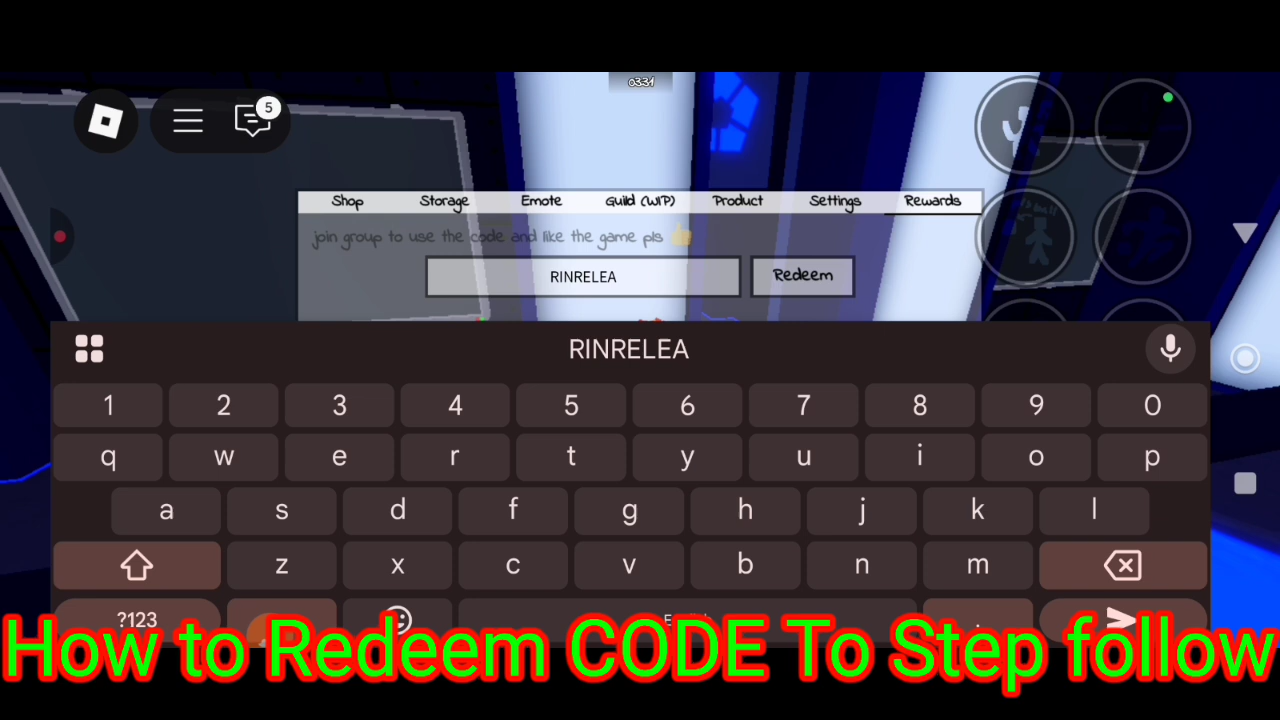 0334
5
Shop Storage Emote Guild (WIP) Product Settings Rewards
join group to use the code and like the game pls 👍
RINRELEA Redeem
RINRELEA
1 2 3 4 5 6 7 8 9 0
q w e r t y u i o p
a s d f g h j k l
z x c v b n m
?123 .
How to Redeem CODE To Step follow